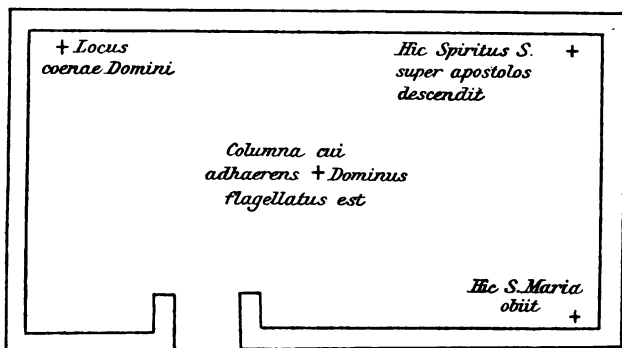 + Locus
coenae Domini
Hic Spiritus S. +
super apostolos
descendit
Columna cui
adhaerens + Dominus
flagellatus est
Hic S. Maria
obiit +